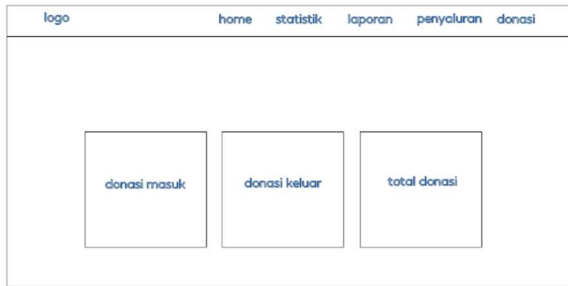 logo home statistik laporan penyaluran donasi
donasi masuk donasi keluar total donasi